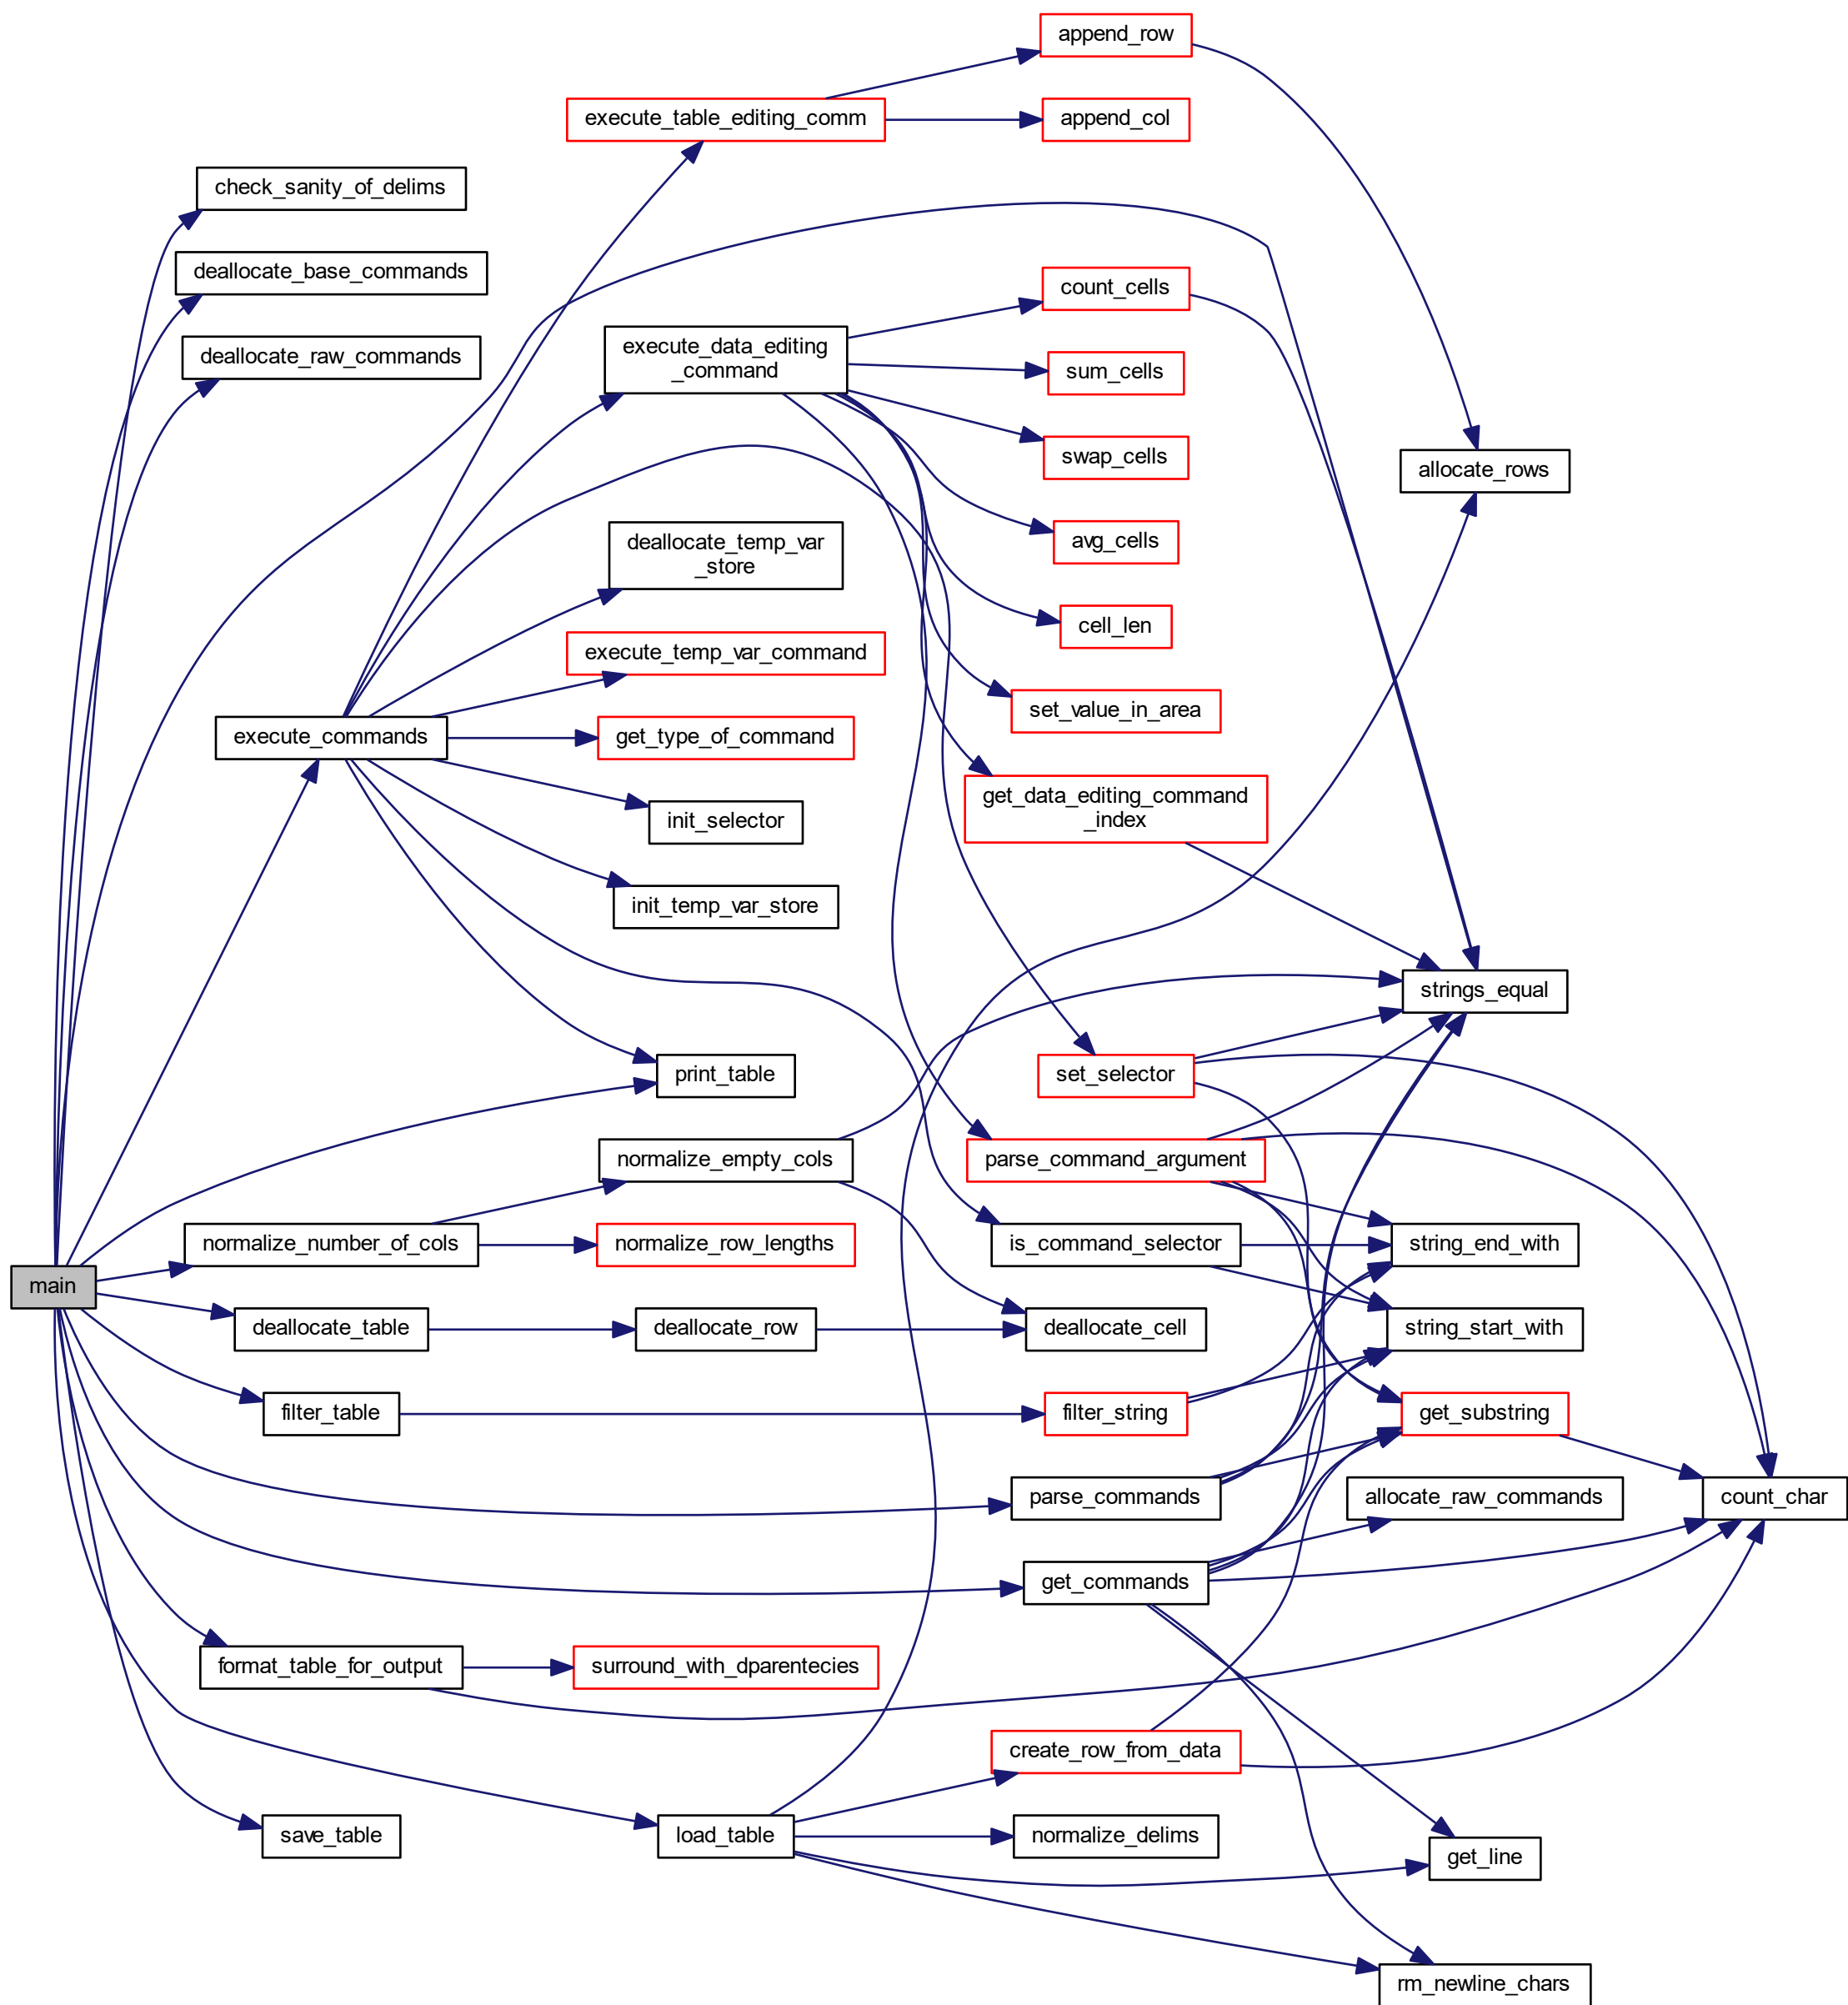 append_row
execute_table_editing_comm
append_col
check_sanity_of_delims
deallocate_base_commands
count_cells
deallocate_raw_commands
execute_data_editing
_command
sum_cells
swap_cells
allocate_rows
avg_cells
deallocate_temp_var
_store
cell_len
execute_temp_var_command
set_value_in_area
execute_commands
get_type_of_command
get_data_editing_command
_index
init_selector
init_temp_var_store
strings_equal
print_table
set_selector
normalize_empty_cols
parse_command_argument
normalize_number_of_cols
normalize_row_lengths
is_command_selector
string_end_with
main
deallocate_table
deallocate_row
deallocate_cell
string_start_with
filter_table
filter_string
get_substring
parse_commands
allocate_raw_commands
count_char
get_commands
format_table_for_output
surround_with_dparentecies
create_row_from_data
save_table
load_table
normalize_delims
get_line
rm_newline_chars